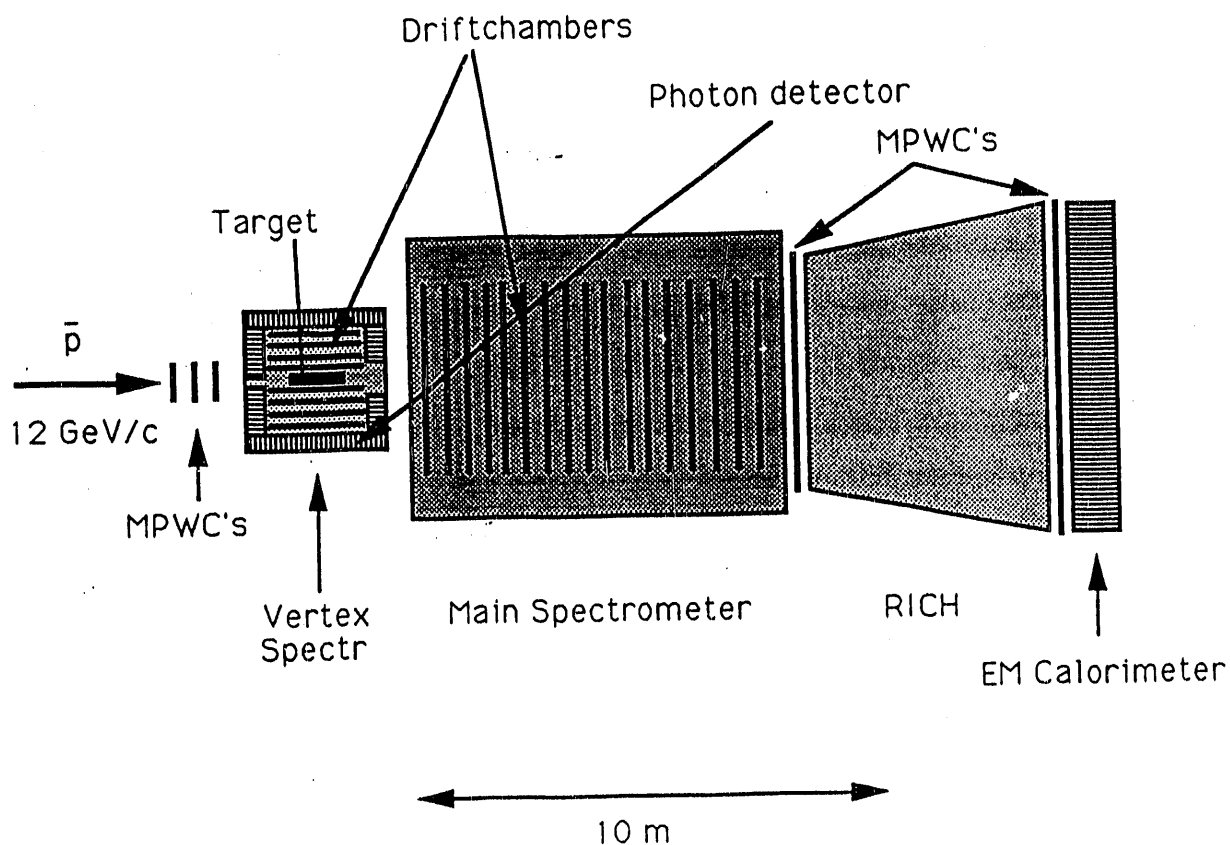 Driftchambers
Photon detector
MPWC's
Target
p̄
12 GeV/c
MPWC's
Vertex
Spectr
Main Spectrometer
RICH
EM Calorimeter
10 m